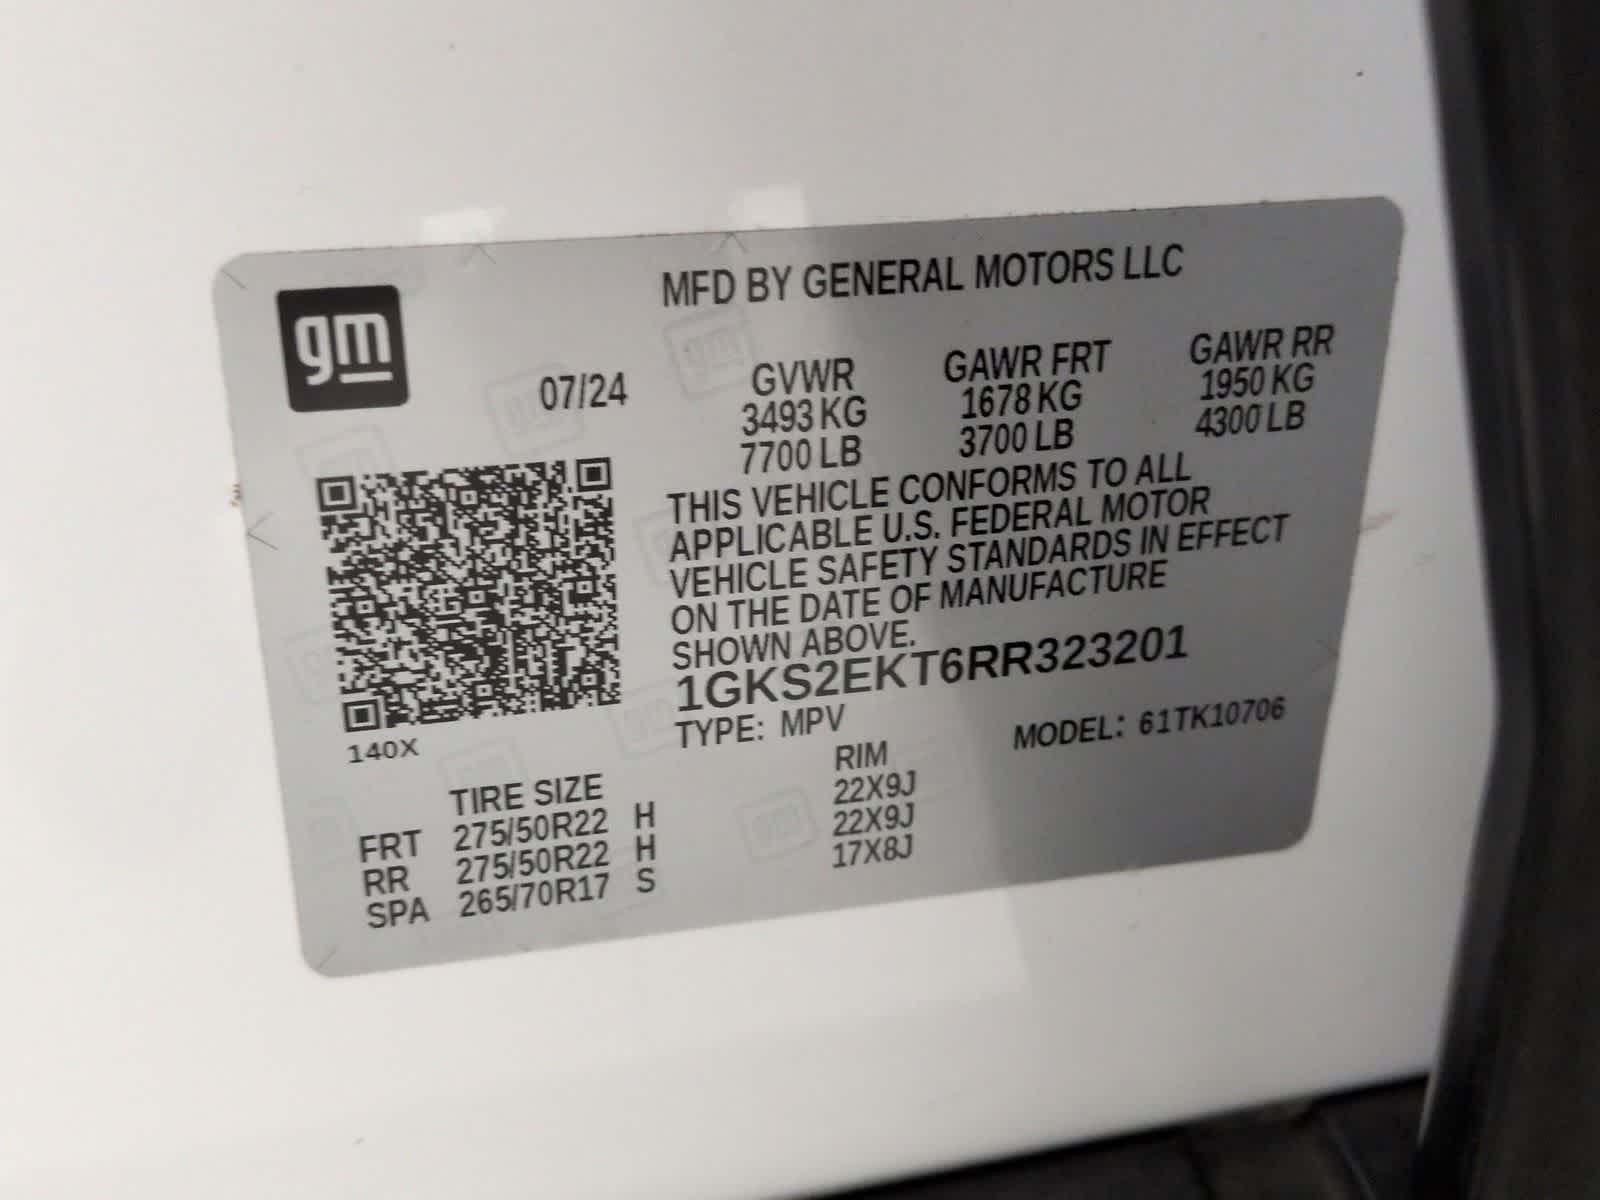 gm
MFD BY GENERAL MOTORS LLC
07/24
GVWR GAWR FRT GAWR RR
3493 KG 1678 KG 1950 KG
7700 LB 3700 LB 4300 LB
THIS VEHICLE CONFORMS TO ALL
APPLICABLE U.S. FEDERAL MOTOR
VEHICLE SAFETY STANDARDS IN EFFECT
ON THE DATE OF MANUFACTURE
SHOWN ABOVE.
1GKS2EKT6RR323201
TYPE: MPV MODEL: 61TK10706
140X
TIRE SIZE RIM
FRT 275/50R22 H 22X9J
RR 275/50R22 H 22X9J
SPA 265/70R17 S 17X8J